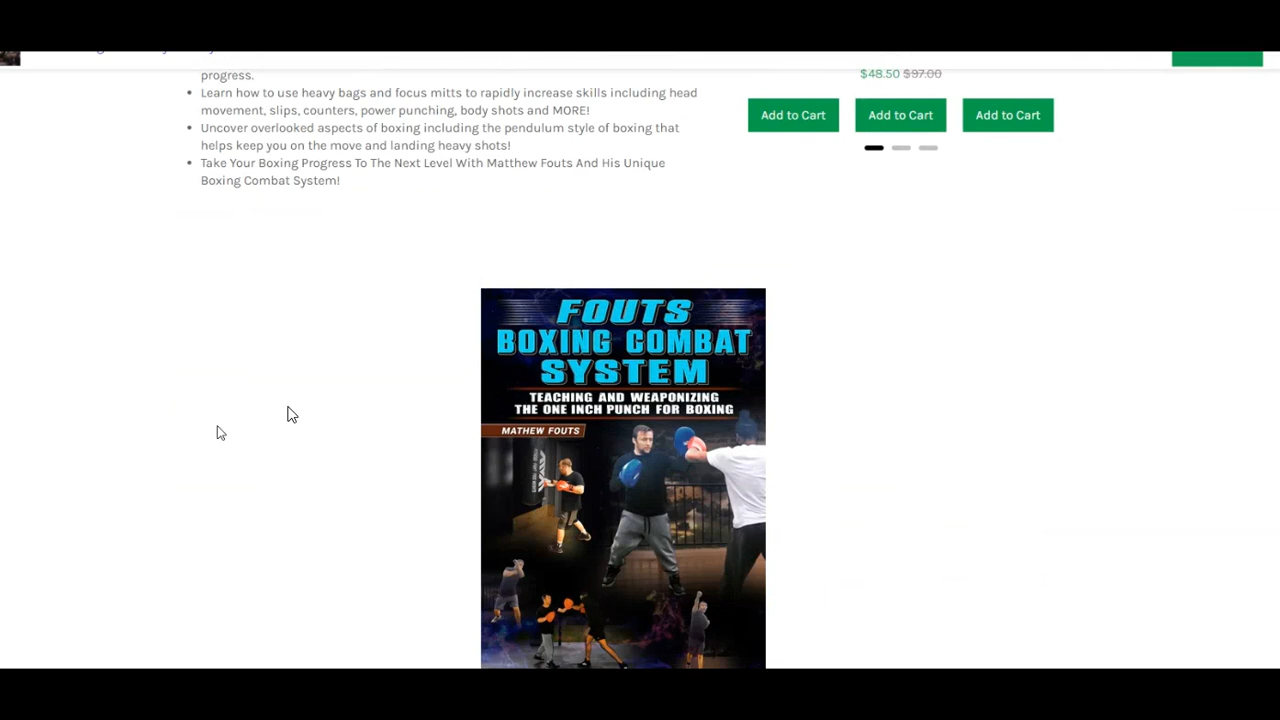 progress.
Learn how to use heavy bags and focus mitts to rapidly increase skills including head
movement, slips, counters, power punching, body shots and MORE!
Uncover overlooked aspects of boxing including the pendulum style of boxing that
helps keep you on the move and landing heavy shots!
Take Your Boxing Progress To The Next Level With Matthew Fouts And His Unique
Boxing Combat System!
$48.50 $97.00
Add to Cart
Add to Cart
Add to Cart
FOUTS
BOXING COMBAT
SYSTEM
TEACHING AND WEAPONIZING
THE ONE INCH PUNCH FOR BOXING
MATHEW FOUTS